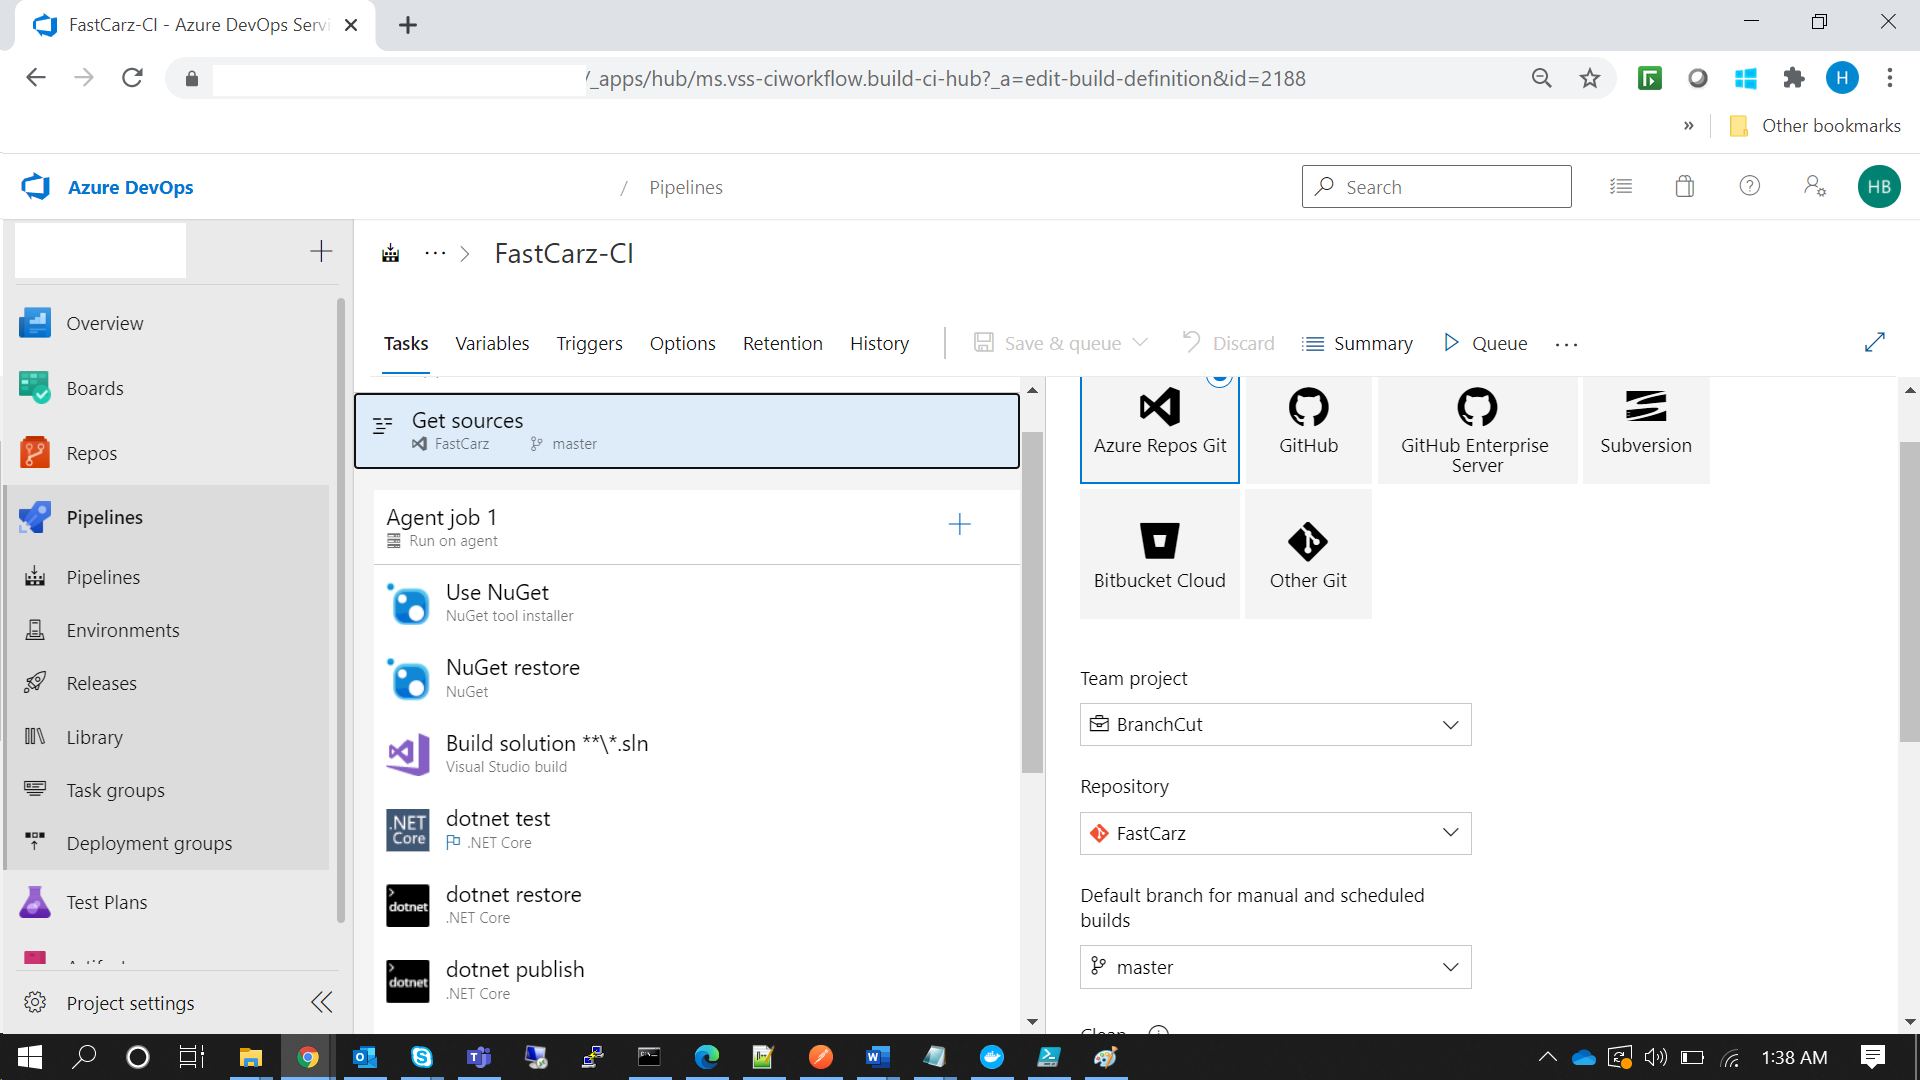 FastCarz-CI - Azure DevOps Servi
/_apps/hub/ms.vss-ciworkflow.build-ci-hub?_a=edit-build-definition&id=2188
H
»
Other bookmarks
Azure DevOps
/ Pipelines
Search
HB
FastCarz-CI
Overview
Boards
Repos
Pipelines
Pipelines
Environments
Releases
Library
Task groups
Deployment groups
Test Plans
Project settings
Tasks Variables Triggers Options Retention History Save & queue Discard Summary Queue ...
Get sources
FastCarz master
Agent job 1
Run on agent
Use NuGet
NuGet tool installer
NuGet restore
NuGet
Build solution **\*.sln
Visual Studio build
.NET Core
dotnet test
.NET Core
dotnet
dotnet restore
.NET Core
dotnet
dotnet publish
.NET Core
Azure Repos Git
GitHub
GitHub Enterprise
Server
Subversion
Bitbucket Cloud
Other Git
Team project
BranchCut
Repository
FastCarz
Default branch for manual and scheduled
builds
master
1:38 AM